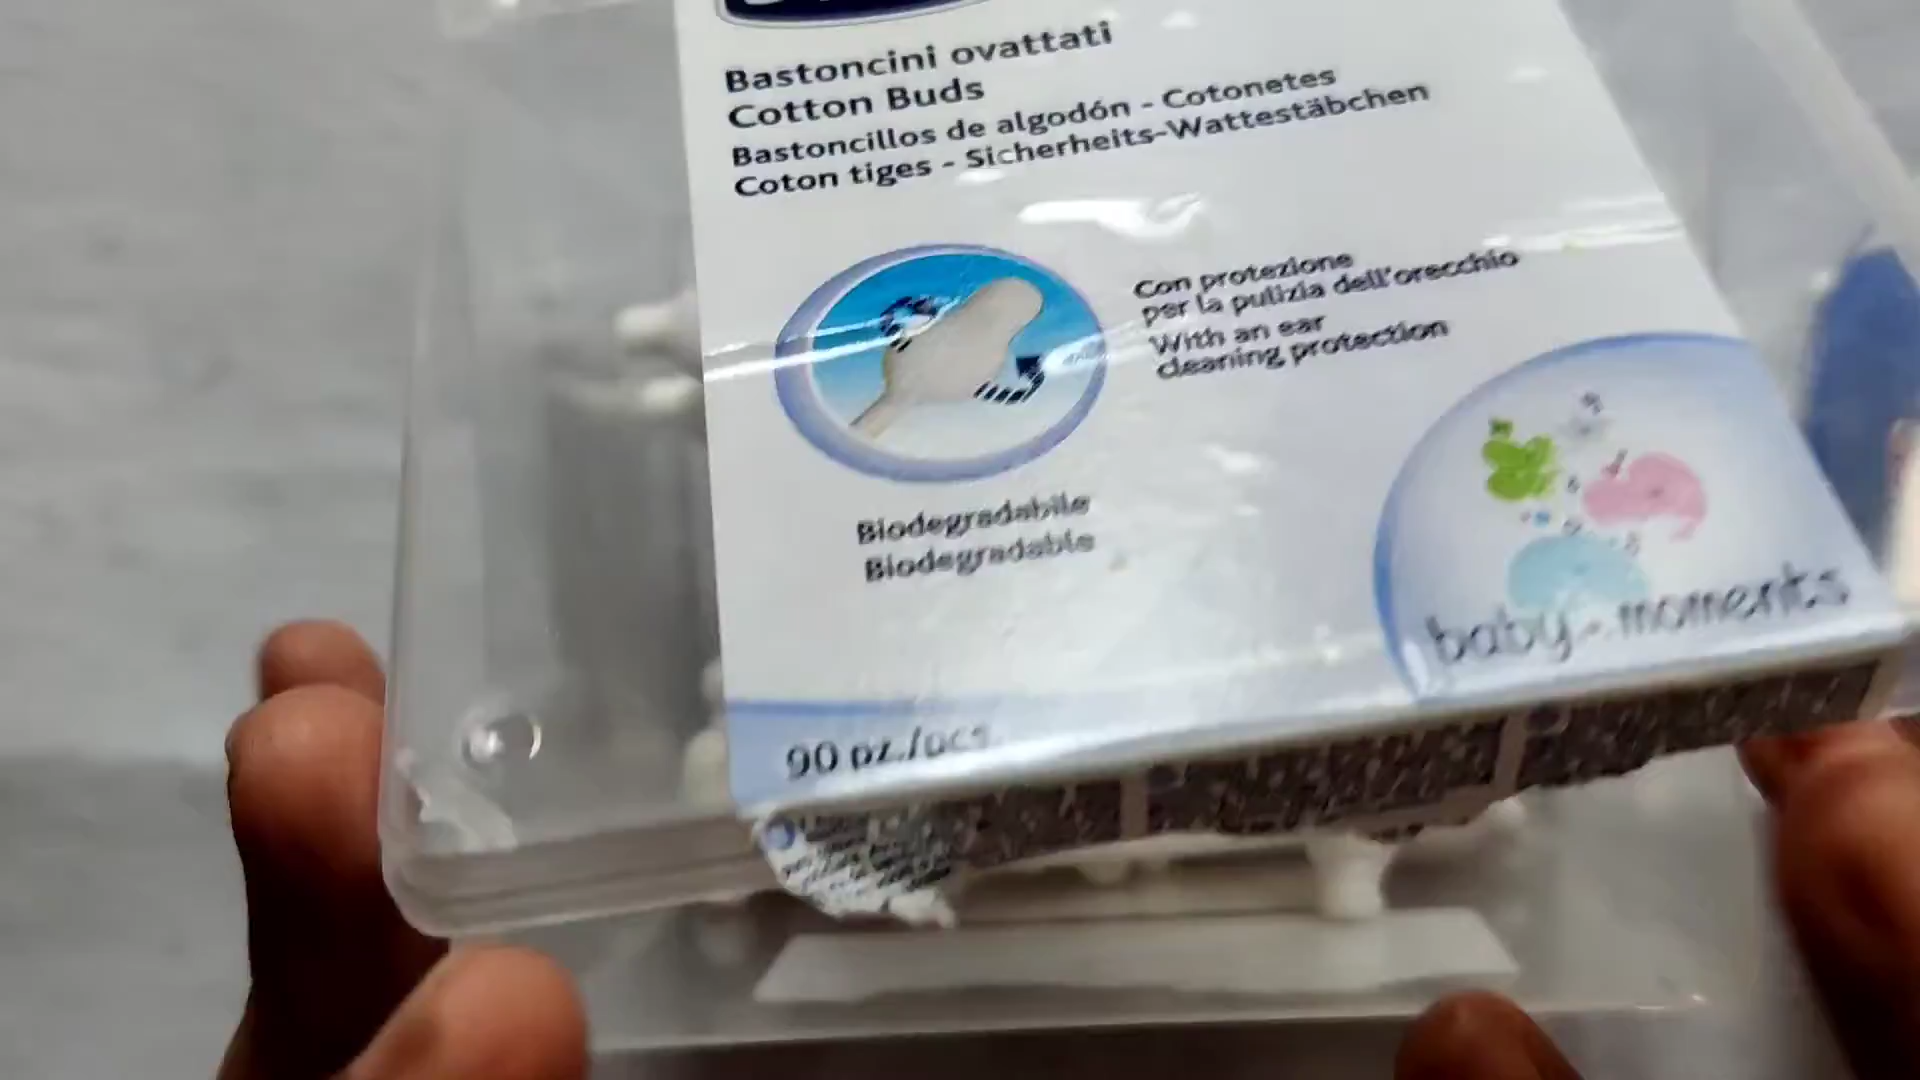 Bastoncini ovattati
Cotton Buds
Bastoncillos de algodón - Cotonetes
Coton tiges - Sicherheits-Wattestäbchen
Con protezione
per la pulizia dell'orecchio
With an ear
cleaning protection
Biodegradabile
Biodegradable
baby moments
90 pz./pcs.